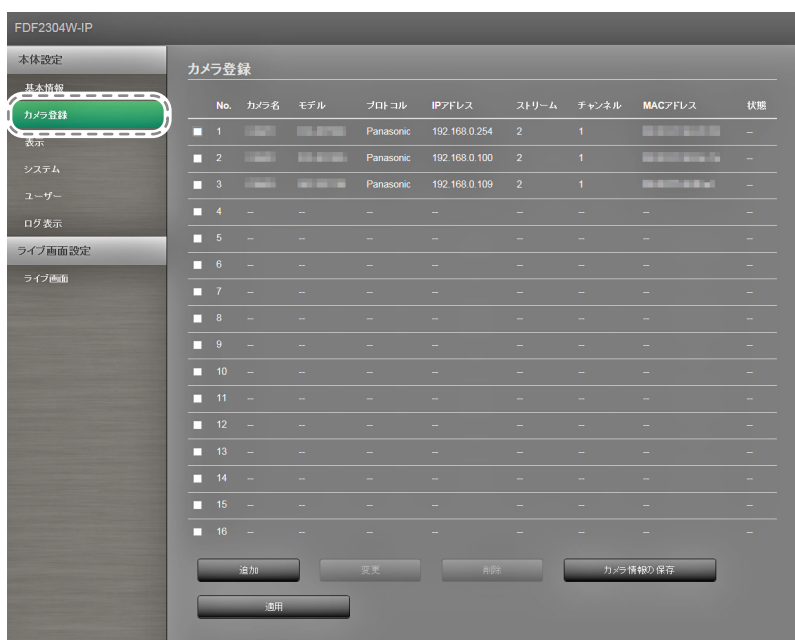 FDF2304W-IP
本体設定
基本情報
カメラ登録
表示
システム
ユーザー
ログ表示
ライブ画面設定
ライブ画面
カメラ登録
No. カメラ名 モデル プロトコル IPアドレス ストリーム チャンネル MACアドレス 状態
1 Panasonic 192.168.0.254 2 1 --
2 Panasonic 192.168.0.100 2 1 --
3 Panasonic 192.168.0.109 2 1 --
4 -- -- -- -- -- -- -- --
5 -- -- -- -- -- -- -- --
6 -- -- -- -- -- -- -- --
7 -- -- -- -- -- -- -- --
8 -- -- -- -- -- -- -- --
9 -- -- -- -- -- -- -- --
10 -- -- -- -- -- -- -- --
11 -- -- -- -- -- -- -- --
12 -- -- -- -- -- -- -- --
13 -- -- -- -- -- -- -- --
14 -- -- -- -- -- -- -- --
15 -- -- -- -- -- -- -- --
16 -- -- -- -- -- -- -- --
追加 変更 削除 カメラ情報の保存
適用